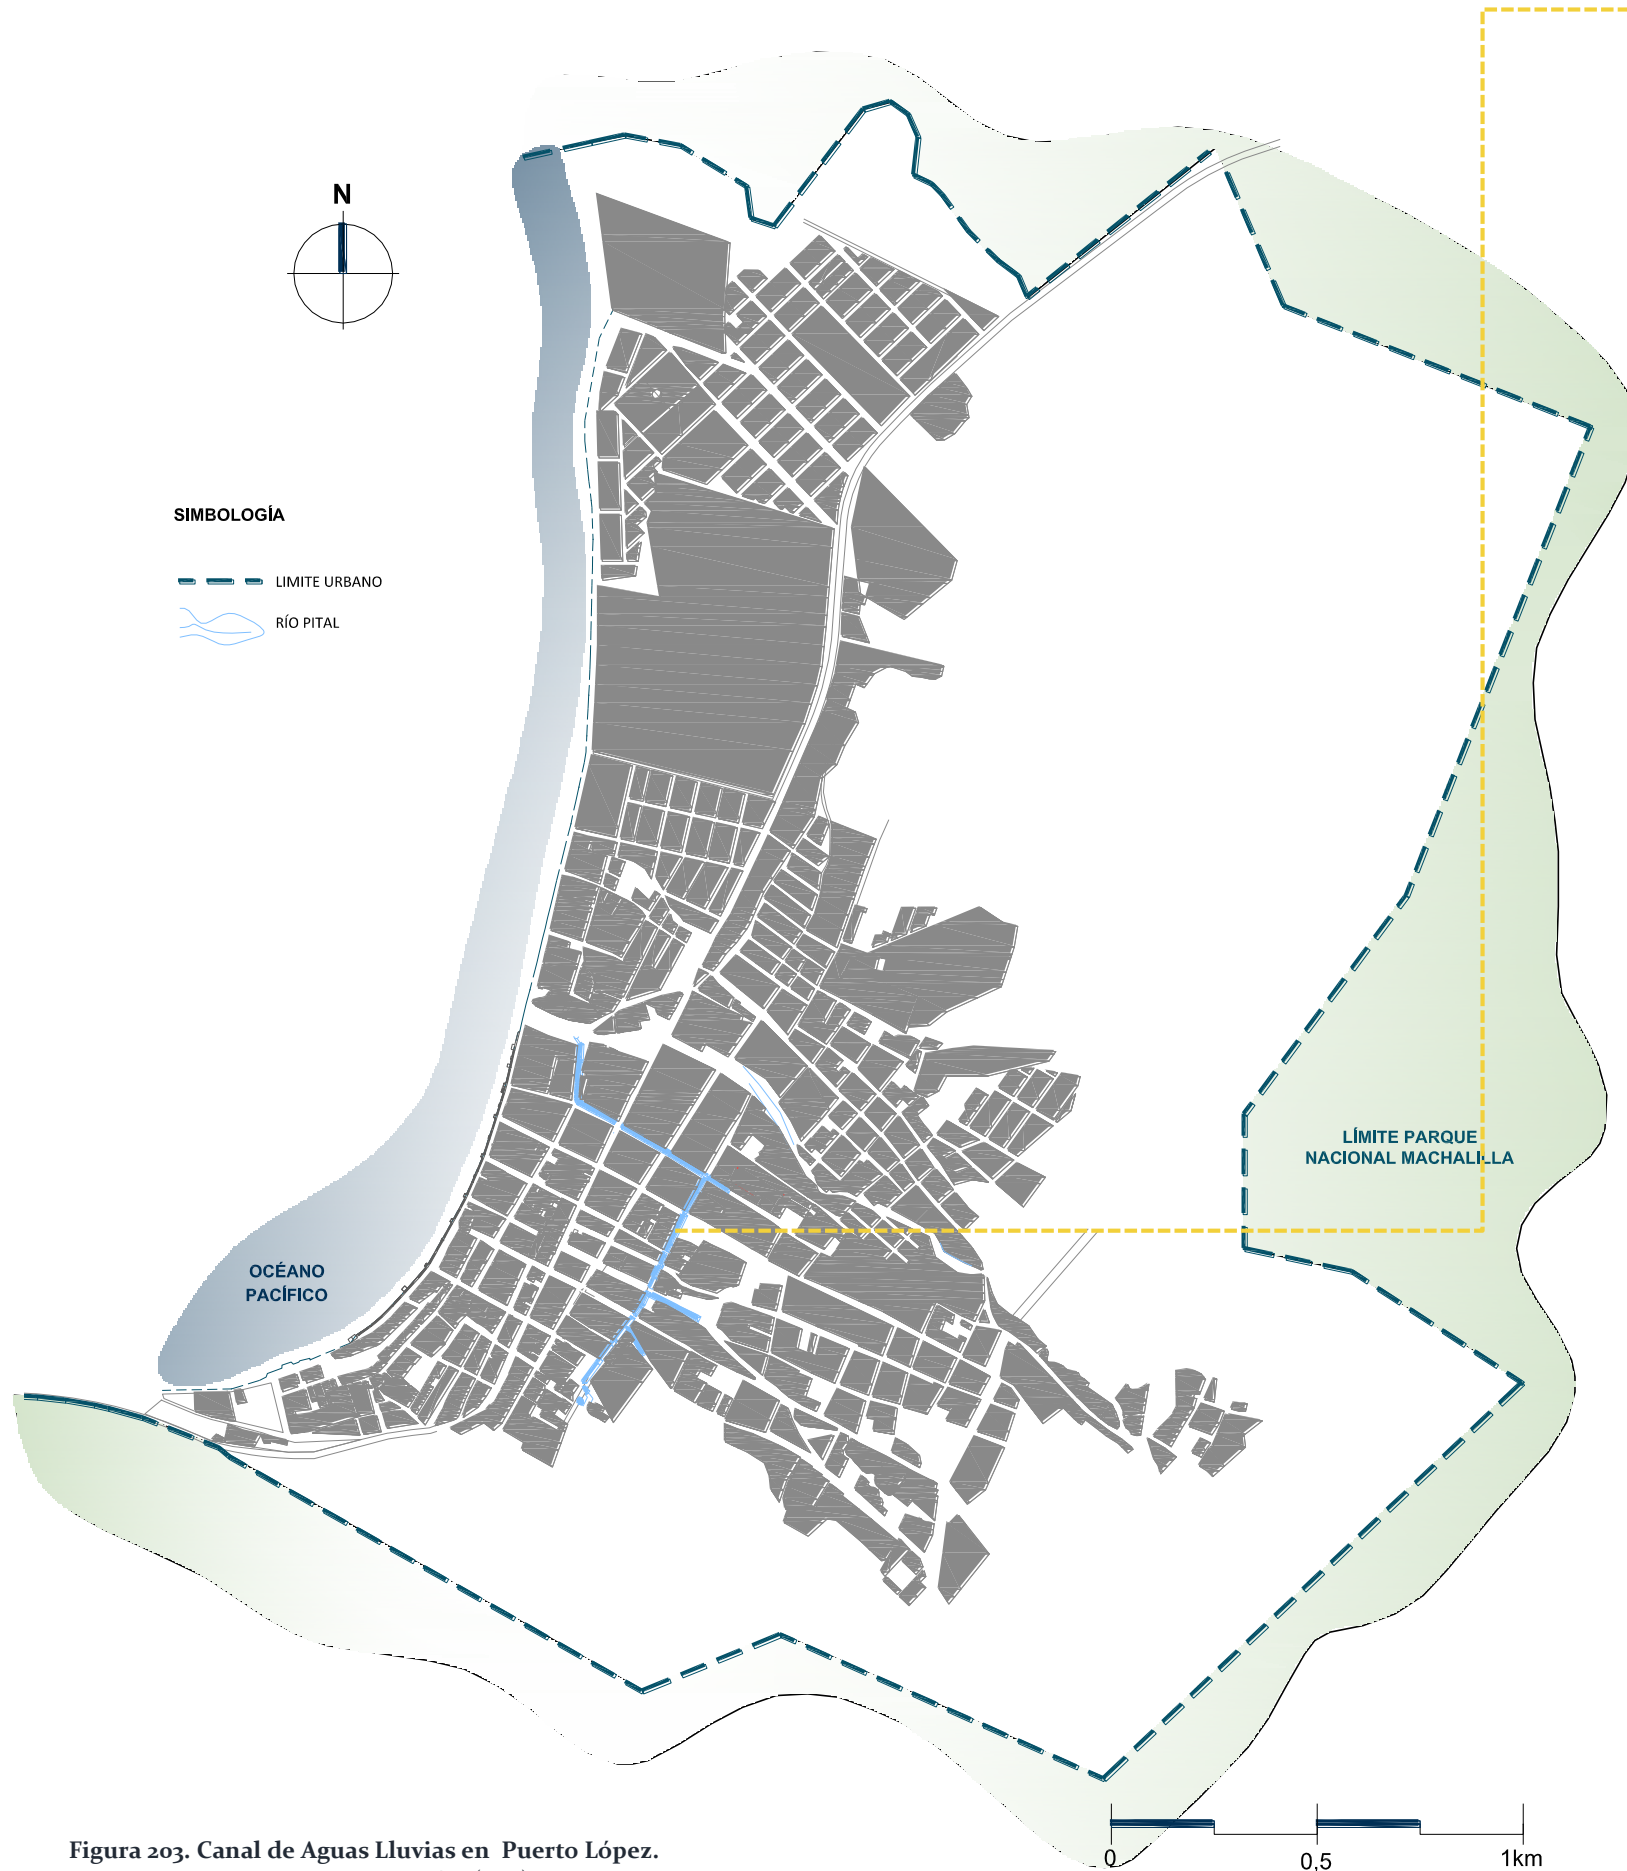 N
SIMBOLOGÍA
LIMITE URBANO
RÍO PITAL
LÍMITE PARQUE
NACIONAL MACHALILLA
OCÉANO
PACÍFICO
0
0,5
1km
Figura 203. Canal de Aguas Lluvias en Puerto López.